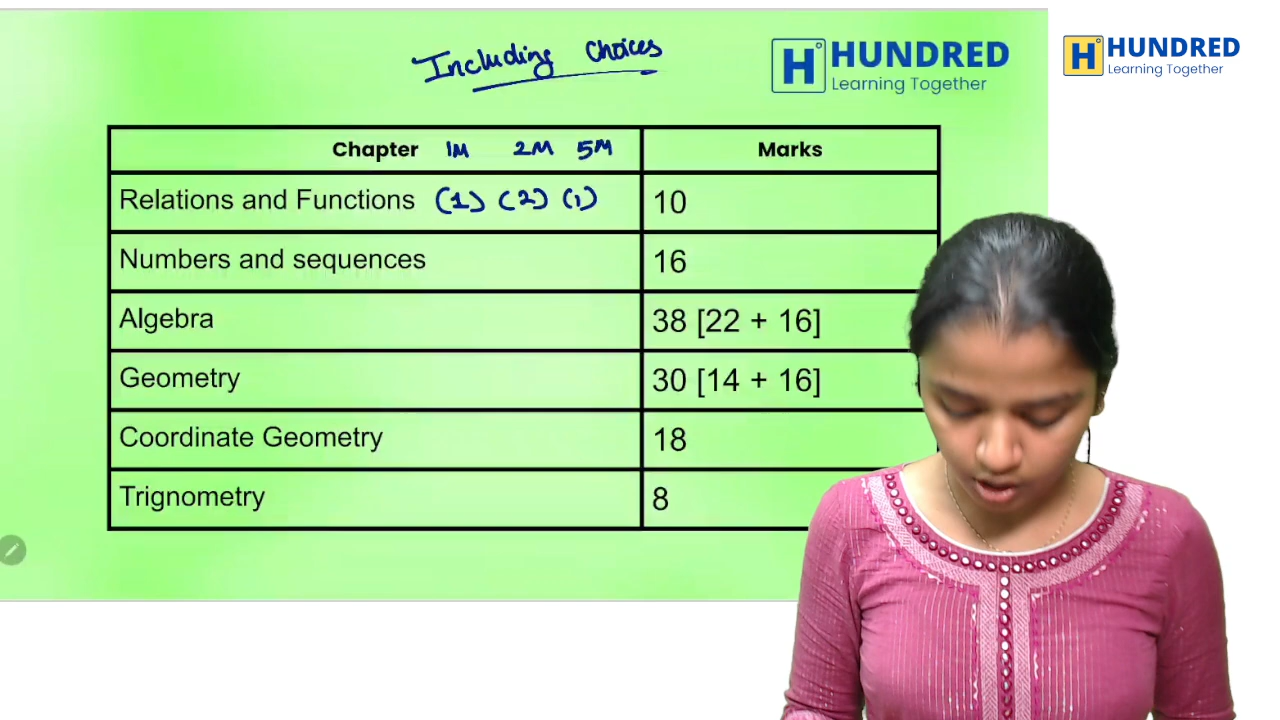 Including Choices
H° HUNDRED
Learning Together
H° HUNDRED
Learning Together
Chapter 1M 2M 5M Marks
Relations and Functions (1) (2) (1) 10
Numbers and sequences 16
Algebra 38 [22 + 16]
Geometry 30 [14 + 16]
Coordinate Geometry 18
Trignometry 8